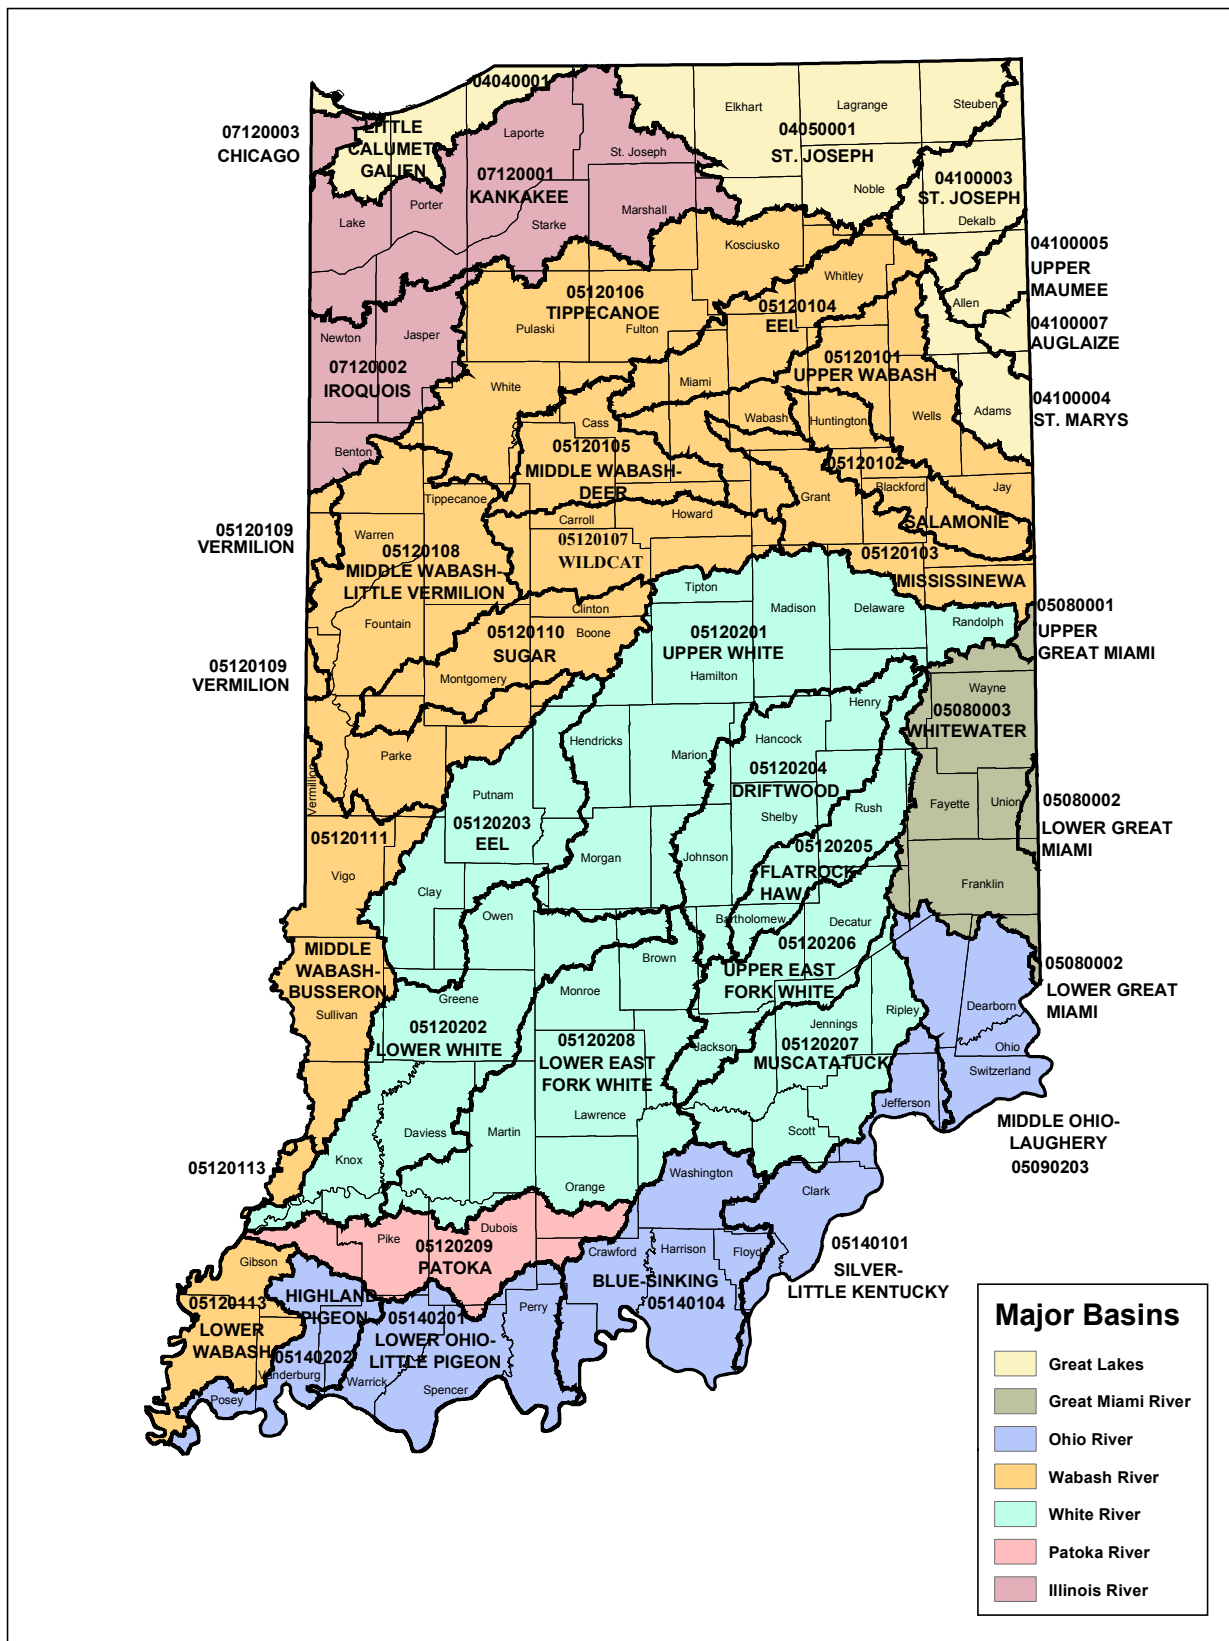 04040001
Elkhart
Lagrange
Steuben
07120003
CHICAGO
LITTLE
CALUMET-
GALIEN
Laporte
04050001
ST. JOSEPH
St. Joseph
07120001
KANKAKEE
Noble
04100003
ST. JOSEPH
Dekalb
Lake
Porter
Starke
Marshall
Kosciusko
04100005
UPPER
MAUMEE
Whitley
05120106
TIPPECANOE
05120104
EEL
Allen
Newton
Jasper
Pulaski
Fulton
04100007
AUGLAIZE
07120002
IROQUOIS
05120101
UPPER WABASH
White
Miami
04100004
ST. MARYS
Cass
Wabash
Huntington
Wells
Adams
Benton
05120105
MIDDLE WABASH-
DEER
05120102
Tippecanoe
Grant
Blackford
Jay
SALAMONIE
05120109
VERMILION
Warren
Carroll
Howard
05120107
WILDCAT
05120108
MIDDLE WABASH-
LITTLE VERMILION
05120103
MISSISSINEWA
Tipton
Madison
Delaware
Clinton
05080001
UPPER
GREAT MIAMI
Fountain
05120110
SUGAR
Boone
05120201
UPPER WHITE
Randolph
05120109
VERMILION
Montgomery
Hamilton
Wayne
Henry
05080003
WHITEWATER
Hendricks
Marion
Hancock
Parke
05120204
DRIFTWOOD
Vermillion
Putnam
Shelby
Rush
Fayette
Union
05080002
LOWER GREAT
MIAMI
05120111
05120203
EEL
Morgan
Johnson
05120205
FLATROCK-
HAW
Vigo
Clay
Franklin
Owen
Bartholomew
Decatur
MIDDLE
WABASH-
BUSSERON
Brown
05120206
UPPER EAST
FORK WHITE
05080002
LOWER GREAT
MIAMI
Sullivan
Greene
Monroe
Dearborn
Ripley
05120202
LOWER WHITE
05120208
LOWER EAST
FORK WHITE
Jackson
Jennings
05120207
MUSCATATUCK
Ohio
Switzerland
Jefferson
Lawrence
Daviess
Martin
Scott
MIDDLE OHIO-
LAUGHERY
05090203
05120113
Knox
Washington
Orange
Clark
Pike
Dubois
05120209
PATOKA
Crawford
Harrison
Floyd
05140101
SILVER-
LITTLE KENTUCKY
Gibson
BLUE-SINKING
05140104
05120113
LOWER
WABASH
HIGHLAND-
PIGEON
05140202
05140201
LOWER OHIO-
LITTLE PIGEON
Perry
Vanderburg
Warrick
Spencer
Posey
Major Basins
Great Lakes
Great Miami River
Ohio River
Wabash River
White River
Patoka River
Illinois River